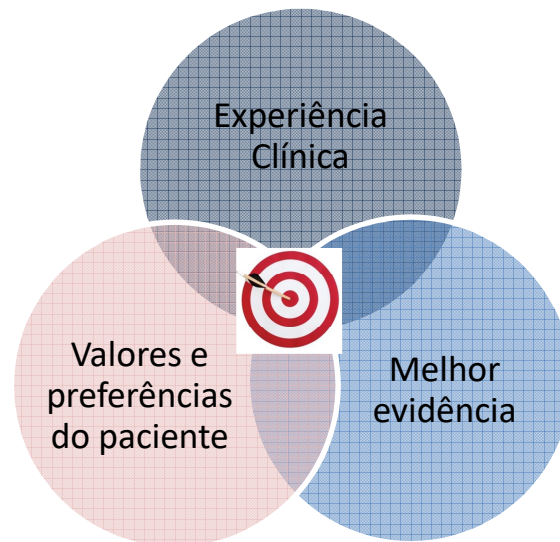 Experiência
Clínica
Valores e
preferências
do paciente
Melhor
evidência